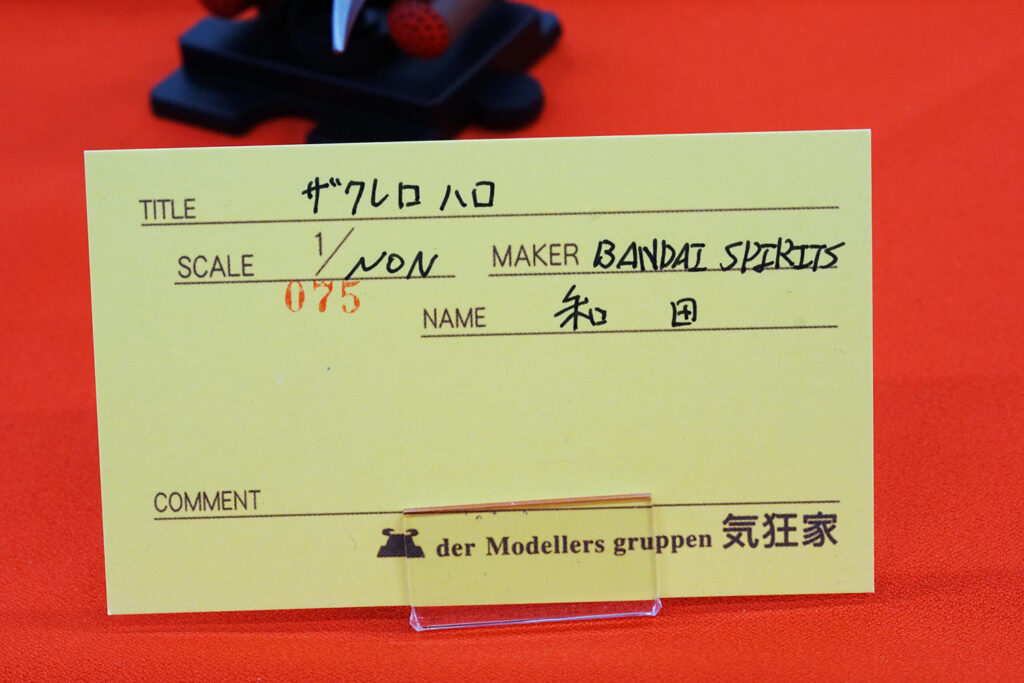 TITLE ザクレロ ハロ
SCALE 1/NON MAKER BANDAI SPIRITS
075
NAME 和田
COMMENT
der Modellers gruppen 気狂家